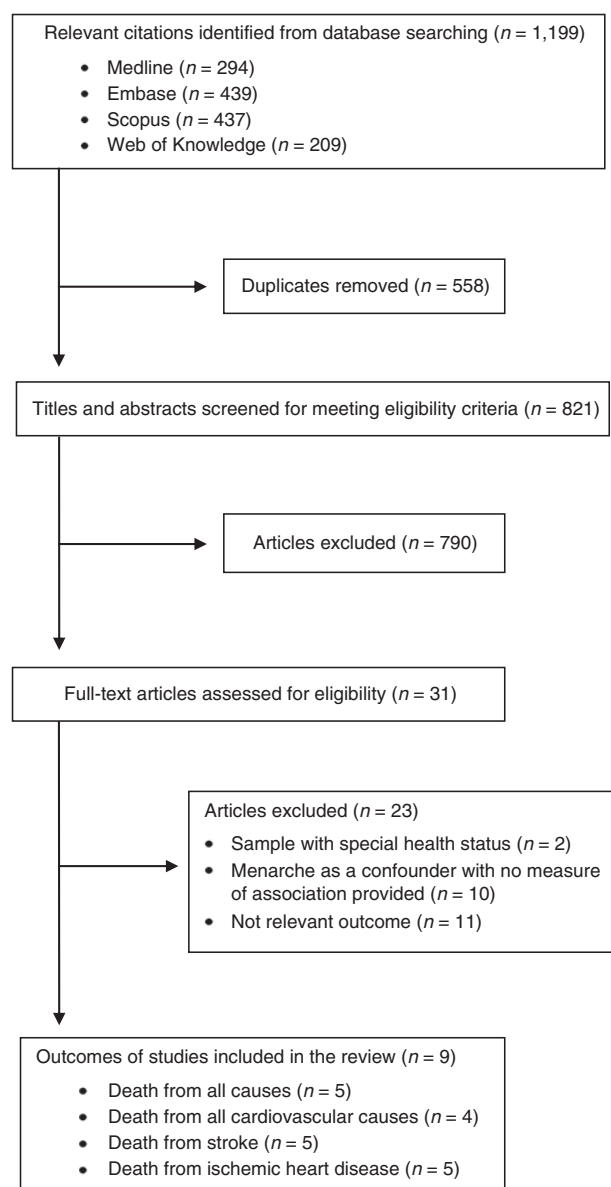 Relevant citations identified from database searching (n = 1,199)
• Medline (n = 294)
• Embase (n = 439)
• Scopus (n = 437)
• Web of Knowledge (n = 209)
Duplicates removed (n = 558)
Titles and abstracts screened for meeting eligibility criteria (n = 821)
Articles excluded (n = 790)
Full-text articles assessed for eligibility (n = 31)
Articles excluded (n = 23)
• Sample with special health status (n = 2)
• Menarche as a confounder with no measure
of association provided (n = 10)
• Not relevant outcome (n = 11)
Outcomes of studies included in the review (n = 9)
• Death from all causes (n = 5)
• Death from all cardiovascular causes (n = 4)
• Death from stroke (n = 5)
• Death from ischemic heart disease (n = 5)